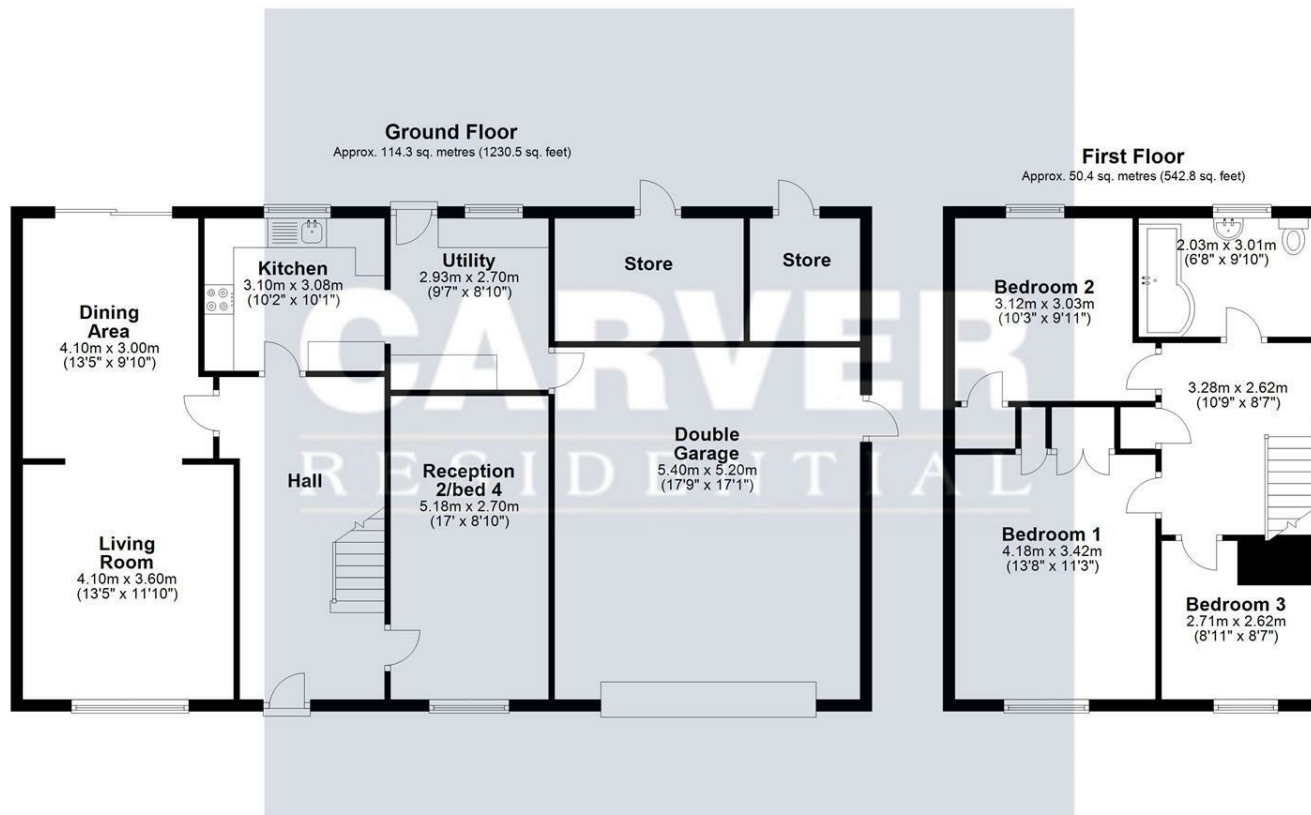 Ground Floor
Approx. 114.3 sq. metres (1230.5 sq. feet)
First Floor
Approx. 50.4 sq. metres (542.8 sq. feet)
Kitchen
3.10m x 3.08m
(10'2" x 10'1")
Utility
2.93m x 2.70m
(9'7" x 8'10")
Store
Store
Dining
Area
4.10m x 3.00m
(13'5" x 9'10")
Living
Room
4.10m x 3.60m
(13'5" x 11'10")
Hall
Reception
2/bed 4
5.18m x 2.70m
(17' x 8'10")
Double
Garage
5.40m x 5.20m
(17'9" x 17'1")
Bedroom 2
3.12m x 3.03m
(10'3" x 9'11")
2.03m x 3.01m
(6'8" x 9'10")
3.28m x 2.62m
(10'9" x 8'7")
Bedroom 1
4.18m x 3.42m
(13'8" x 11'3")
Bedroom 3
2.71m x 2.62m
(8'11" x 8'7")
CARVER
RESIDENTIAL